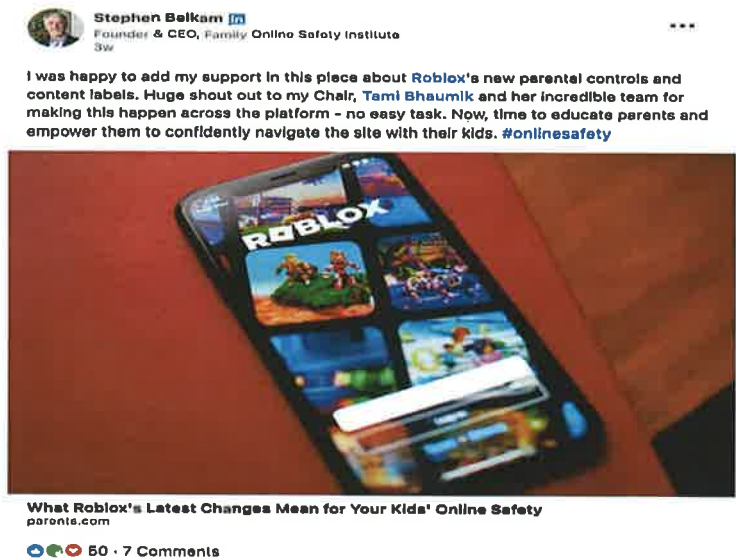 Stephen Balkam in
Founder & CEO, Family Online Safety Institute
3w
I was happy to add my support in this piece about Roblox's new parental controls and
content labels. Huge shout out to my Chair, Tami Bhaumik and her incredible team for
making this happen across the platform - no easy task. Now, time to educate parents and
empower them to confidently navigate the site with their kids. #onlinesafety
ROBLOX
What Roblox's Latest Changes Mean for Your Kids' Online Safety
parents.com
50 · 7 Comments